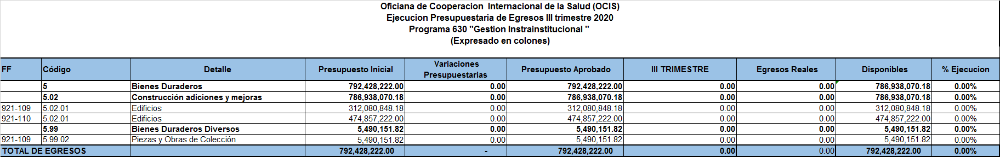 Oficiana de Cooperacion Internacional de la Salud (OCIS)
Ejecucion Presupuestaria de Egresos III trimestre 2020
Programa 630 "Gestion Instrainstitucional "
(Expresado en colones)
FF Código Detalle Presupuesto Inicial Variaciones Presupuestarias Presupuesto Aprobado III TRIMESTRE Egresos Reales Disponibles % Ejecucion
5 Bienes Duraderos 792,428,222.00 0.00 792,428,222.00 0.00 0.00 786,938,070.18 0.00%
5.02 Construcción adiciones y mejoras 786,938,070.18 0.00 786,938,070.18 0.00 0.00 786,938,070.18 0.00%
921-109 5.02.01 Edificios 312,080,848.18 0.00 312,080,848.18 0.00 0.00 312,080,848.18 0.00%
921-110 5.02.01 Edificios 474,857,222.00 0.00 474,857,222.00 0.00 0.00 474,857,222.00 0.00%
5.99 Bienes Duraderos Diversos 5,490,151.82 0.00 5,490,151.82 0.00 0.00 5,490,151.82 0.00%
921-109 5.99.02 Piezas y Obras de Colección 5,490,151.82 0.00 5,490,151.82 0.00 0.00 5,490,151.82 0.00%
TOTAL DE EGRESOS 792,428,222.00 - 792,428,222.00 0.00 0.00 792,428,222.00 0.00%